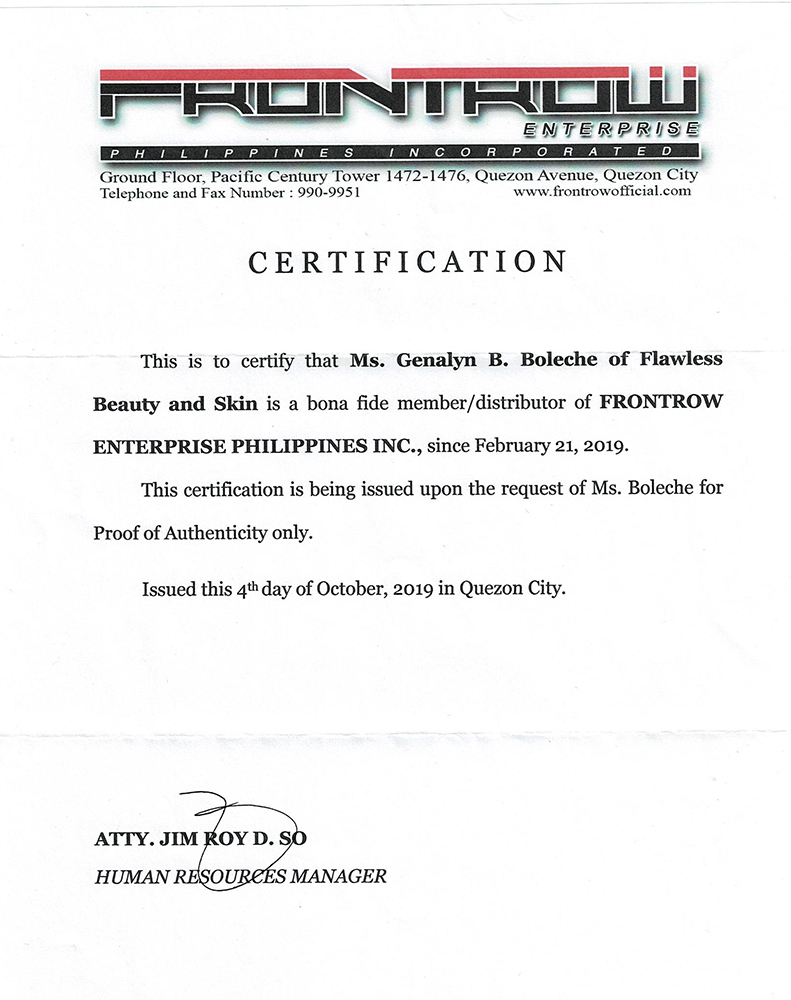 FRONTROW
ENTERPRISE
PHILIPPINES INCORPORATED
Ground Floor, Pacific Century Tower 1472-1476, Quezon Avenue, Quezon City
Telephone and Fax Number : 990-9951 www.frontrowofficial.com
CERTIFICATION
This is to certify that Ms. Genalyn B. Boleche of Flawless
Beauty and Skin is a bona fide member/distributor of FRONTROW
ENTERPRISE PHILIPPINES INC., since February 21, 2019.
This certification is being issued upon the request of Ms. Boleche for
Proof of Authenticity only.
Issued this 4th day of October, 2019 in Quezon City.
ATTY. JIM ROY D. SO
HUMAN RESOURCES MANAGER